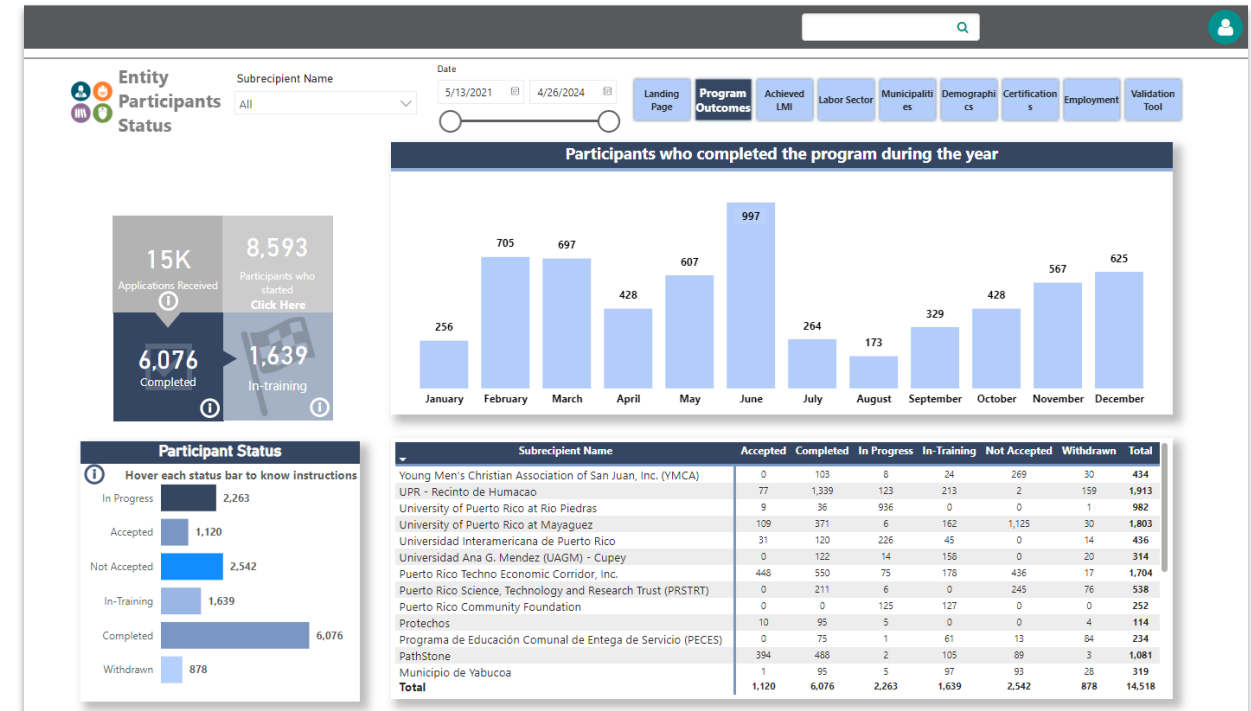 Entity
Participants
Status
Subrecipient Name
All
Date
5/13/2021 4/26/2024
Landing
Page
Program
Outcomes
Achieved
LMI
Labor Sector
Municipaliti
es
Demographi
cs
Certification
s
Employment
Validation
Tool
Participants who completed the program during the year
256 705 697 428 607 997 264 173 329 428 567 625
January February March April May June July August September October November December
15K
Applications Received
8,593
Participants who
started
Click Here
6,076
Completed
1,639
In-training
Participant Status
Hover each status bar to know instructions
In Progress 2,263
Accepted 1,120
Not Accepted 2,542
In-Training 1,639
Completed 6,076
Withdrawn 878
Subrecipient Name Accepted Completed In Progress In-Training Not Accepted Withdrawn Total
Young Men's Christian Association of San Juan, Inc. (YMCA) 0 103 8 24 269 30 434
UPR - Recinto de Humacao 77 1,339 123 213 2 159 1,913
University of Puerto Rico at Rio Piedras 9 36 936 0 0 1 982
University of Puerto Rico at Mayaguez 109 371 6 162 1,125 30 1,803
Universidad Interamericana de Puerto Rico 31 120 226 45 0 14 436
Universidad Ana G. Mendez (UAGM) - Cupey 0 122 14 158 0 20 314
Puerto Rico Techno Economic Corridor, Inc. 448 550 75 178 436 17 1,704
Puerto Rico Science, Technology and Research Trust (PRSTRT) 0 211 6 0 245 76 538
Puerto Rico Community Foundation 0 0 125 127 0 0 252
Protechos 10 95 5 0 0 4 114
Programa de Educación Comunal de Entega de Servicio (PECES) 0 75 1 61 13 84 234
PathStone 394 488 2 105 89 3 1,081
Municipio de Yabucoa 1 95 5 97 93 28 319
Total 1,120 6,076 2,263 1,639 2,542 878 14,518